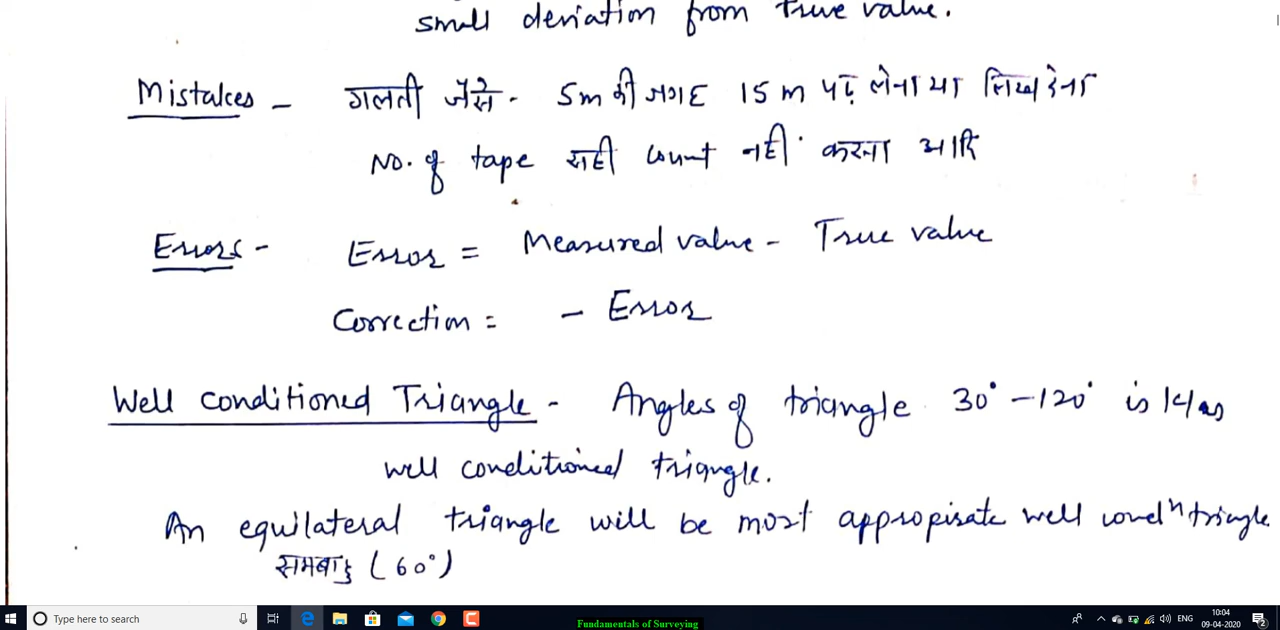 small deviation from true value.
Mistakes - गलती जैसे - 5m की जगह 15 m पढ़ लेना या लिख देना
No. of tape सही count नहीं करना आदि
Errors - Error = Measured value - True value
Correction = - Error
Well conditioned Triangle - Angles of triangle 30° - 120° is k/as
well conditioned triangle.
An equilateral triangle will be most appropisate well condⁿ triangle
समबाहु (60°)
Type here to search
ENG
10:04
09-04-2020
2
Fundamentals of Surveying